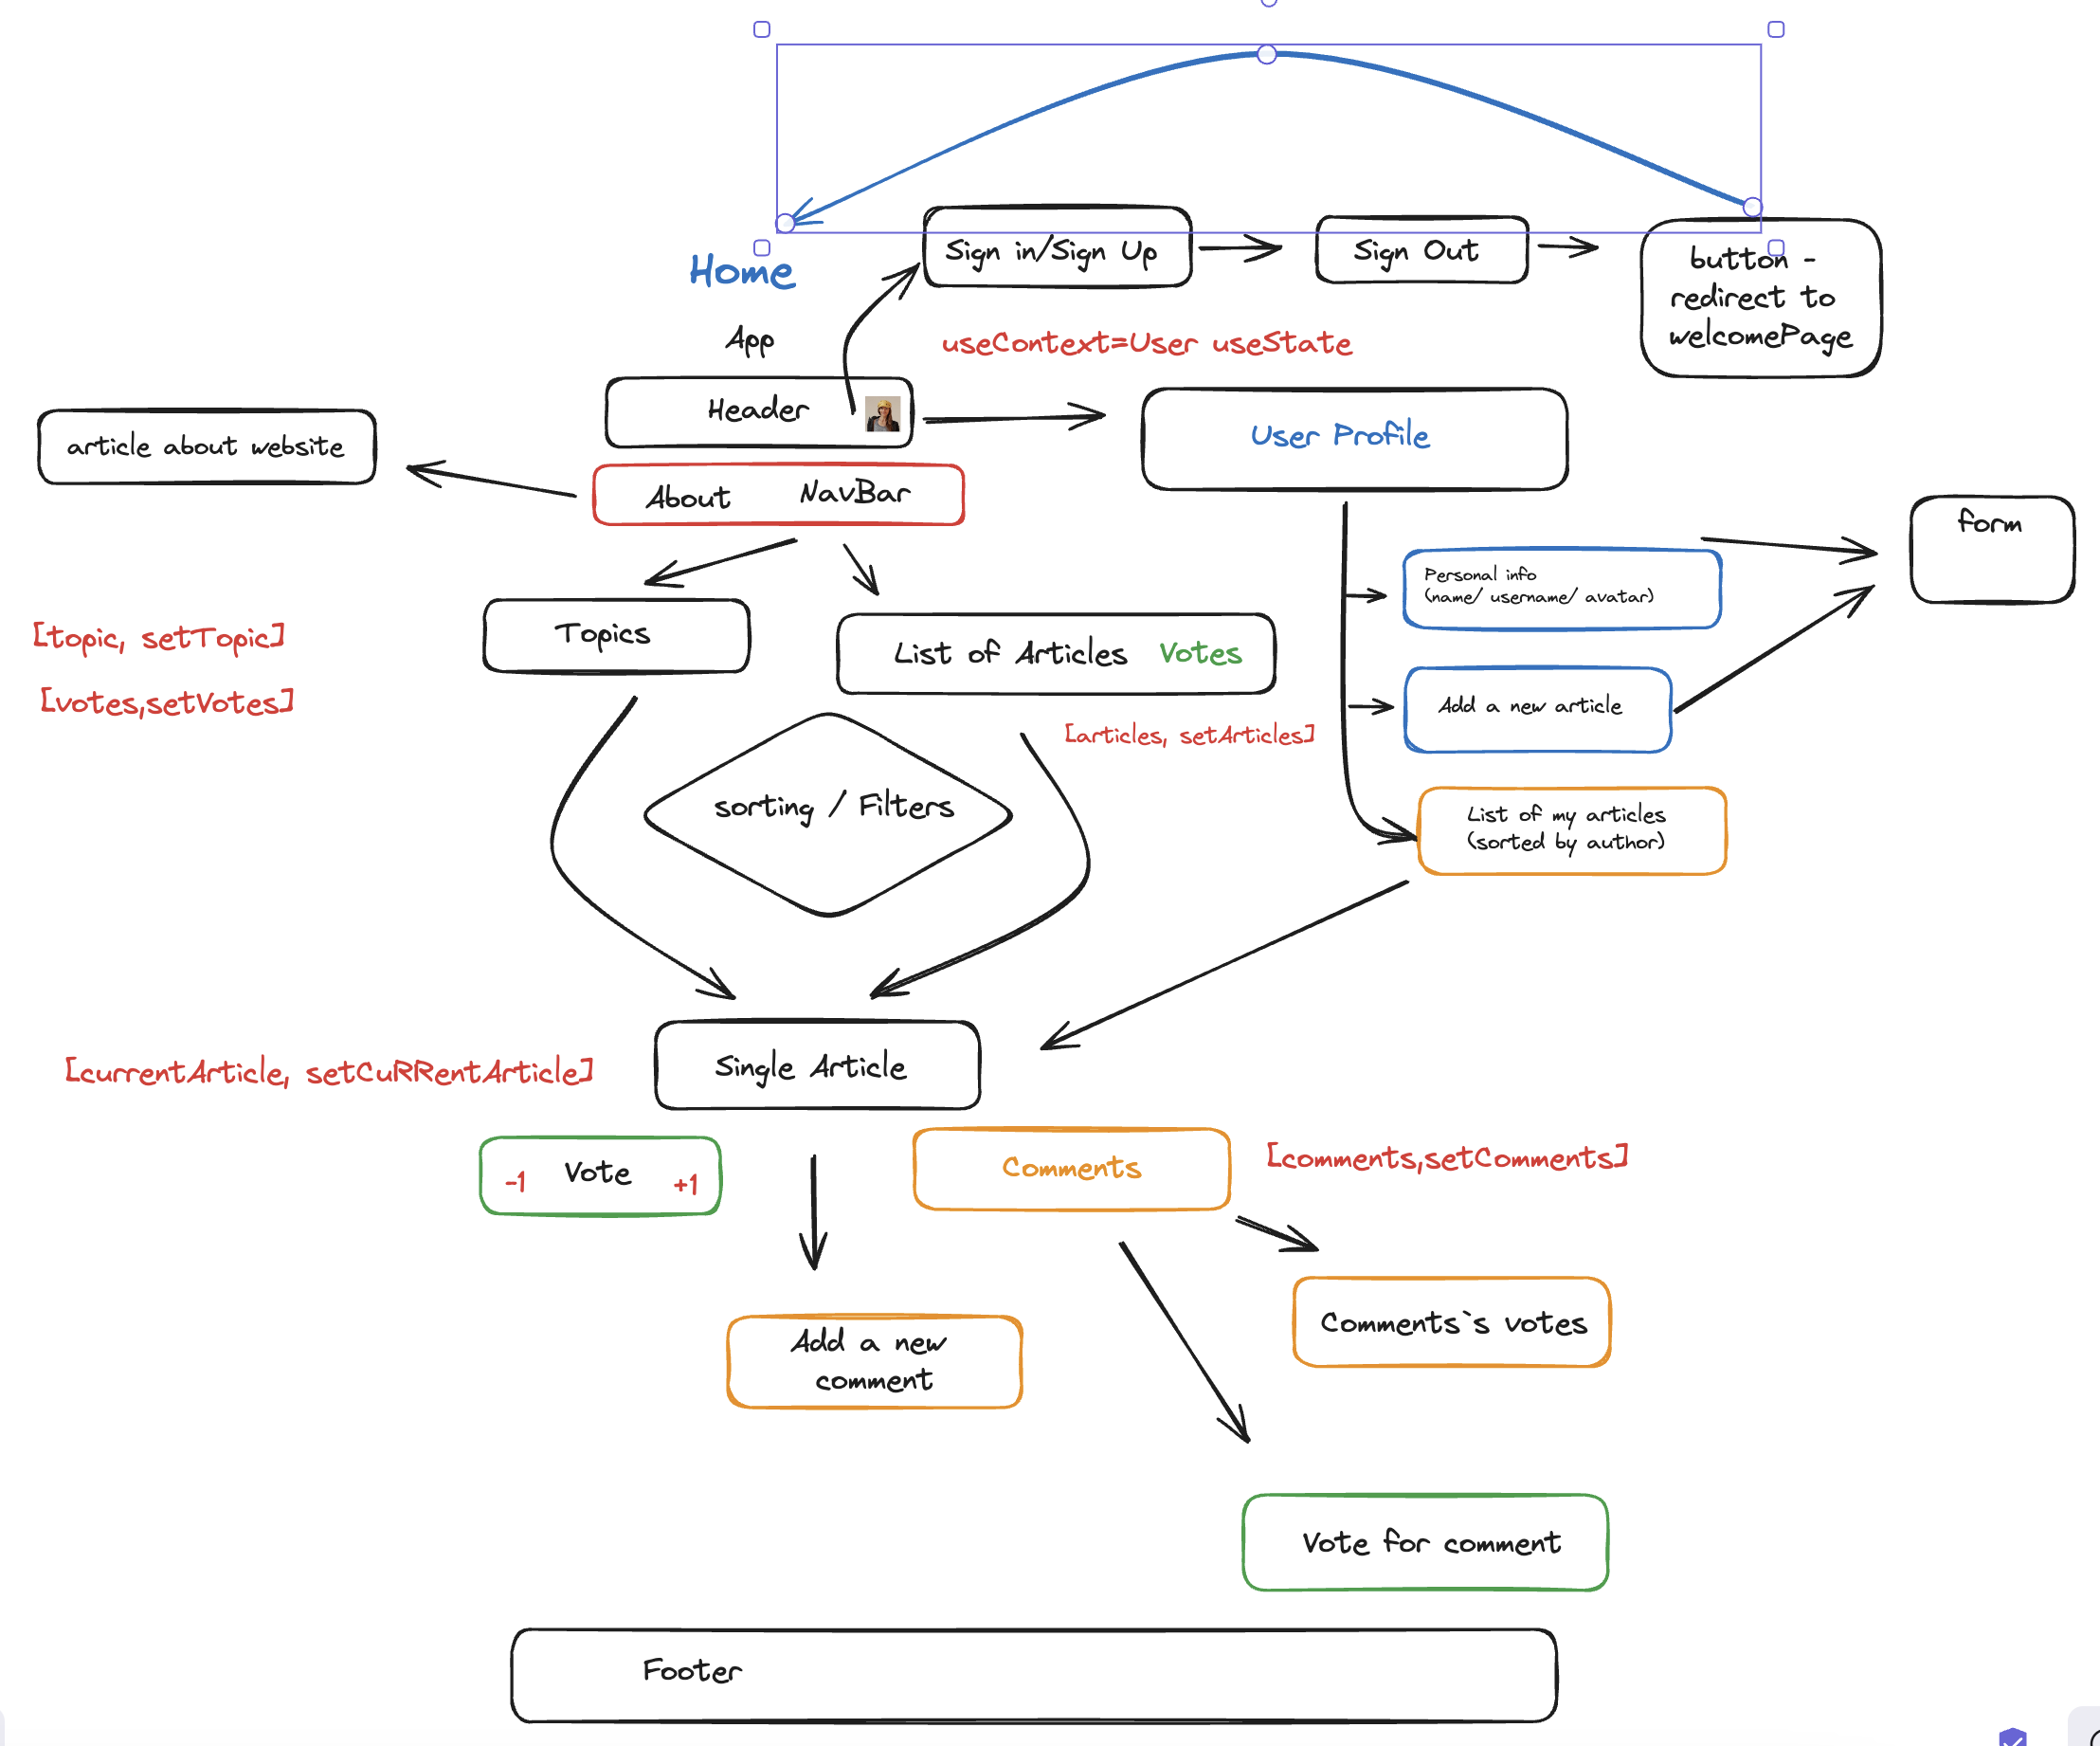 Sign in/Sign Up
Sign Out
button -
redirect to
welcomePage
Home
App
useContext=User useState
Header
User Profile
article about website
About
NavBar
form
Personal info
(name/ username/ avatar)
[topic, setTopic]
Topics
List of Articles
Votes
[votes,setVotes]
Add a new article
[articles, setArticles]
sorting / Filters
List of my articles
(sorted by author)
Single Article
[currentArticle, setCuRRentArticle]
-1
Vote
+1
Comments
[comments,setComments]
Add a new
comment
Comments`s votes
Vote for comment
Footer